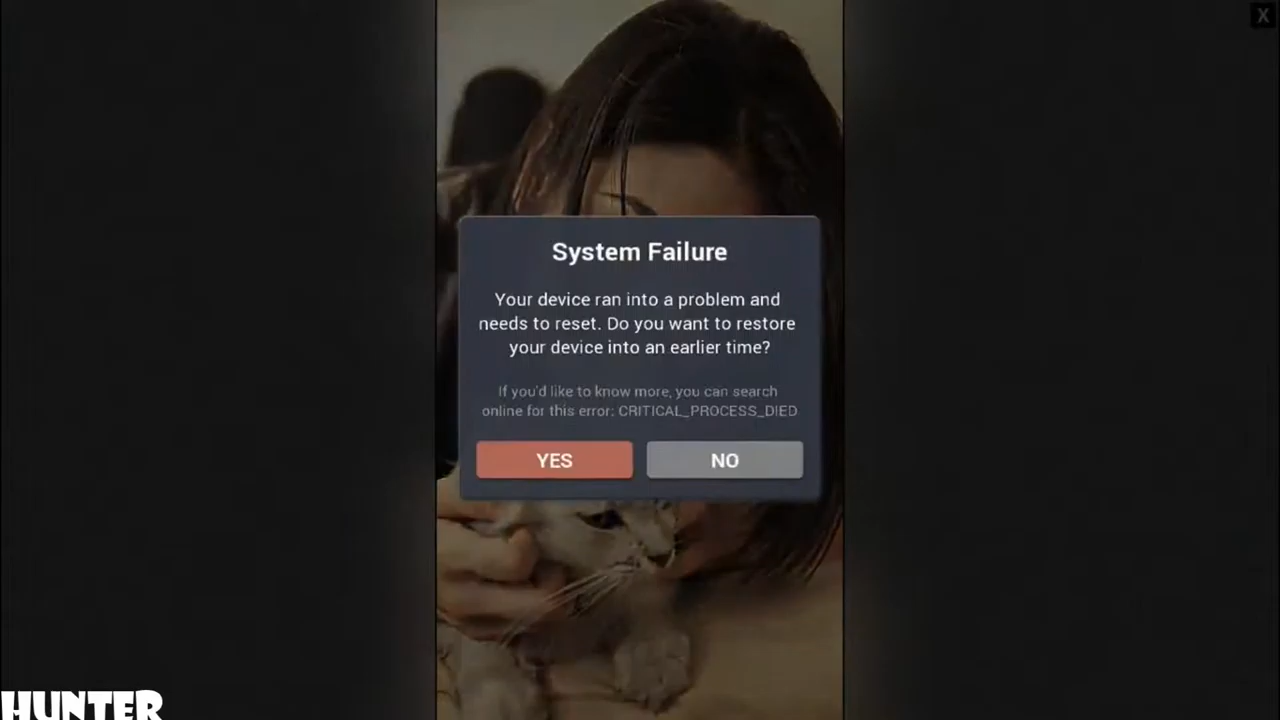 X
System Failure
Your device ran into a problem and
needs to reset. Do you want to restore
your device into an earlier time?
If you'd like to know more, you can search
online for this error: CRITICAL_PROCESS_DIED
YES NO
HUNTER